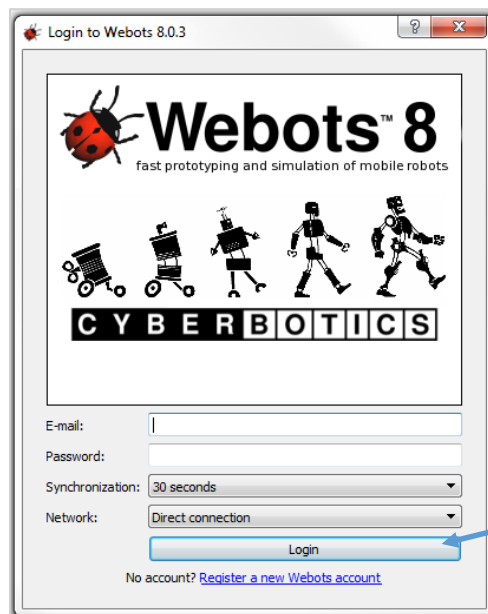 Login to Webots 8.0.3
?
Webots™ 8
fast prototyping and simulation of mobile robots
CYBERBOTICS
E-mail:
Password:
Synchronization: 30 seconds
Network: Direct connection
Login
No account? Register a new Webots account